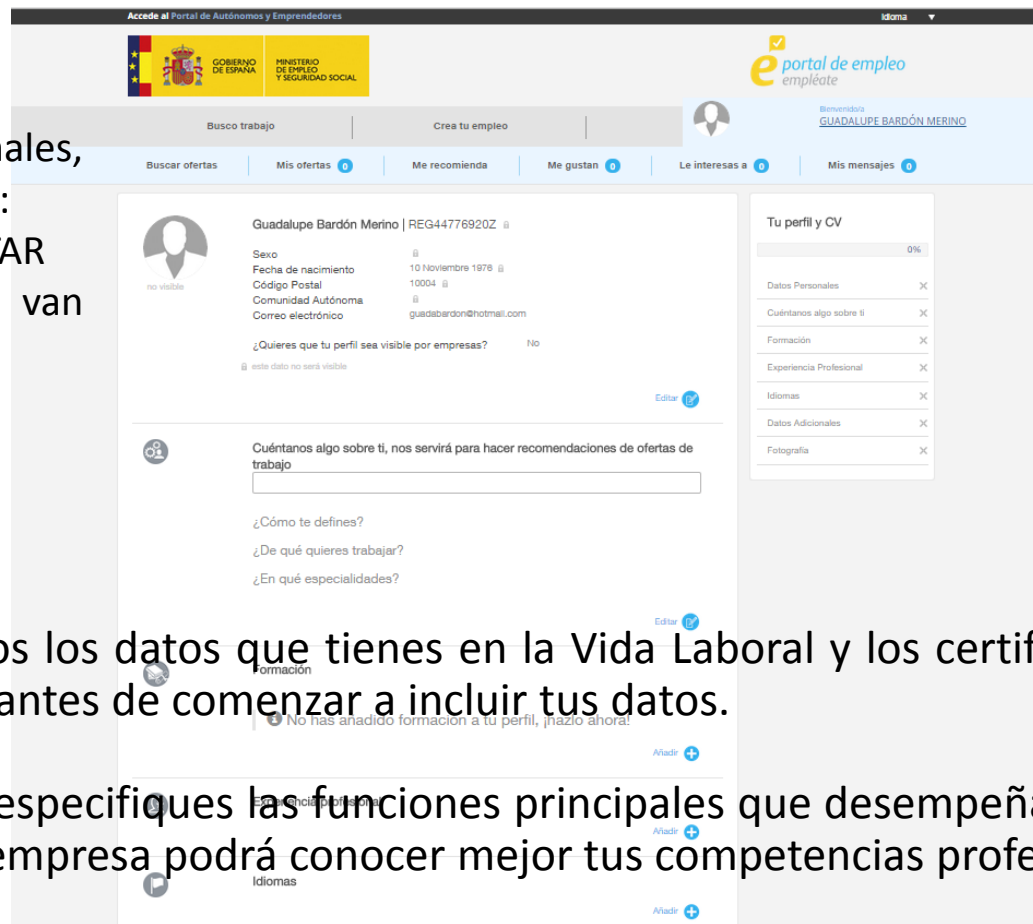 Accede al Portal de Autónomos y Emprendedores
Idioma
GOBIERNO DE ESPAÑA
MINISTERIO DE EMPLEO Y SEGURIDAD SOCIAL
portal de empleo
empléate
Busco trabajo
Crea tu empleo
Bienvenido/a
GUADALUPE BARDÓN MERINO
Buscar ofertas
Mis ofertas 0
Me recomienda
Me gustan 0
Le interesas a 0
Mis mensajes 0
nales,
:
TAR
van
no visible
Guadalupe Bardón Merino | REG44776920Z
Sexo
Fecha de nacimiento 10 Noviembre 1976
Código Postal 10004
Comunidad Autónoma
Correo electrónico guadabardon@hotmail.com
¿Quieres que tu perfil sea visible por empresas? No
este dato no será visible
Editar
Tu perfil y CV
0%
Datos Personales
Cuéntanos algo sobre ti
Formación
Experiencia Profesional
Idiomas
Datos Adicionales
Fotografía
Cuéntanos algo sobre ti, nos servirá para hacer recomendaciones de ofertas de
trabajo
¿Cómo te defines?
¿De qué quieres trabajar?
¿En qué especialidades?
Editar
os los datos que tienes en la Vida Laboral y los certif
Formación
antes de comenzar a incluir tus datos.
No has añadido formación a tu perfil, ¡hazlo ahora!
Añadir
especifiques las funciones principales que desempeña
Experiencia profesional
Añadir
empresa podrá conocer mejor tus competencias profe
Idiomas
Añadir